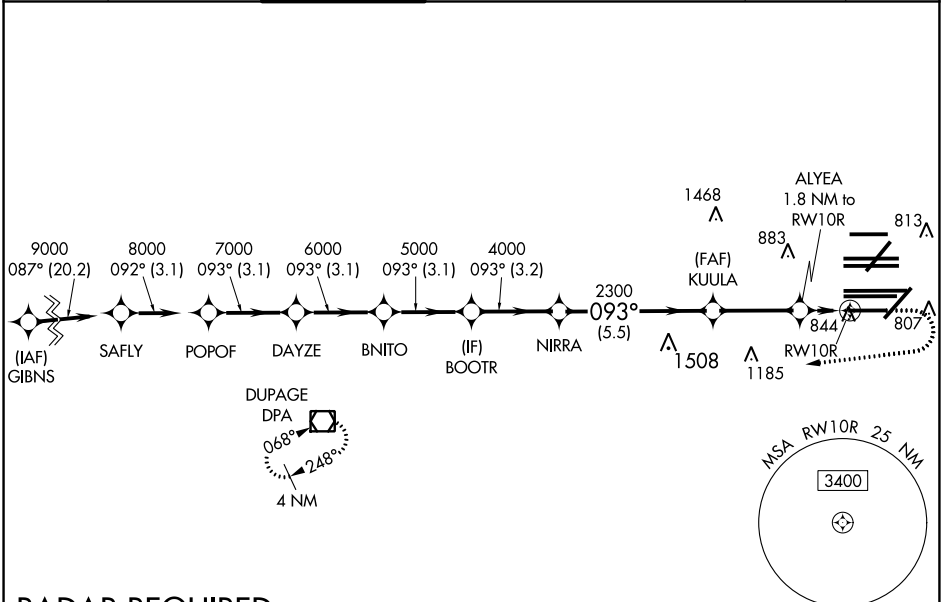 ALYEA
1.8 NM to
RW10R
1468
813
883
(FAF)
KUULA
9000
087° (20.2)
8000
092° (3.1)
7000
093° (3.1)
6000
093° (3.1)
5000
093° (3.1)
4000
093° (3.2)
2300
093°
(5.5)
(IAF)
GIBNS
SAFLY
POPOF
DAYZE
BNITO
(IF)
BOOTR
NIRRA
1508
1185
844
RW10R
807
DUPAGE
DPA
068°
248°
4 NM
MSA RW10R 25 NM
3400
RADAR REQUIRED